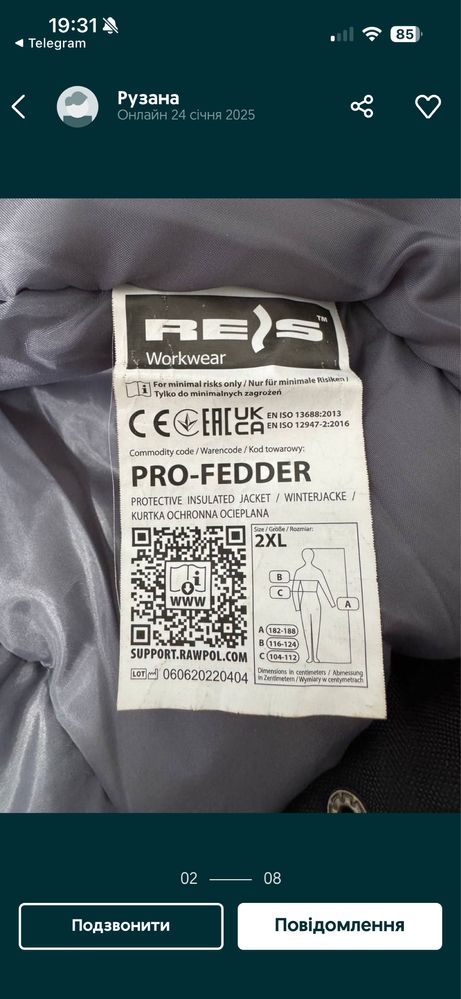 19:31
85
Telegram
Рузана
Онлайн 24 січня 2025
REIS™
Workwear
For minimal risks only / Nur für minimale Risiken /
Tylko do minimalnych zagrożeń
CE EAC UKCA EN ISO 13688:2013
EN ISO 12947-2:2016
Commodity code / Warencode / Kod towarowy:
PRO-FEDDER
PROTECTIVE INSULATED JACKET / WINTERJACKE /
KURTKA OCHRONNA OCIEPLANA
Size / Größe / Rozmiar:
2XL
WWW
B
C
A
A 182-188
B 116-124
C 104-112
SUPPORT.RAWPOL.COM
LOT 060620220404
Dimensions in centimeters / Abmessung
in Zentimetern / Wymiary w centymetrach
02 08
Подзвонити
Повідомлення